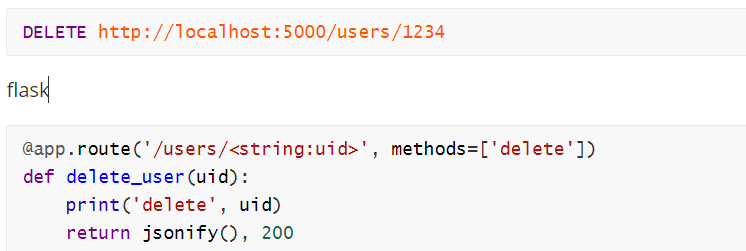 DELETE http://localhost:5000/users/1234
flask
@app.route('/users/<string:uid>', methods=['delete'])
def delete_user(uid):
    print('delete', uid)
    return jsonify(), 200